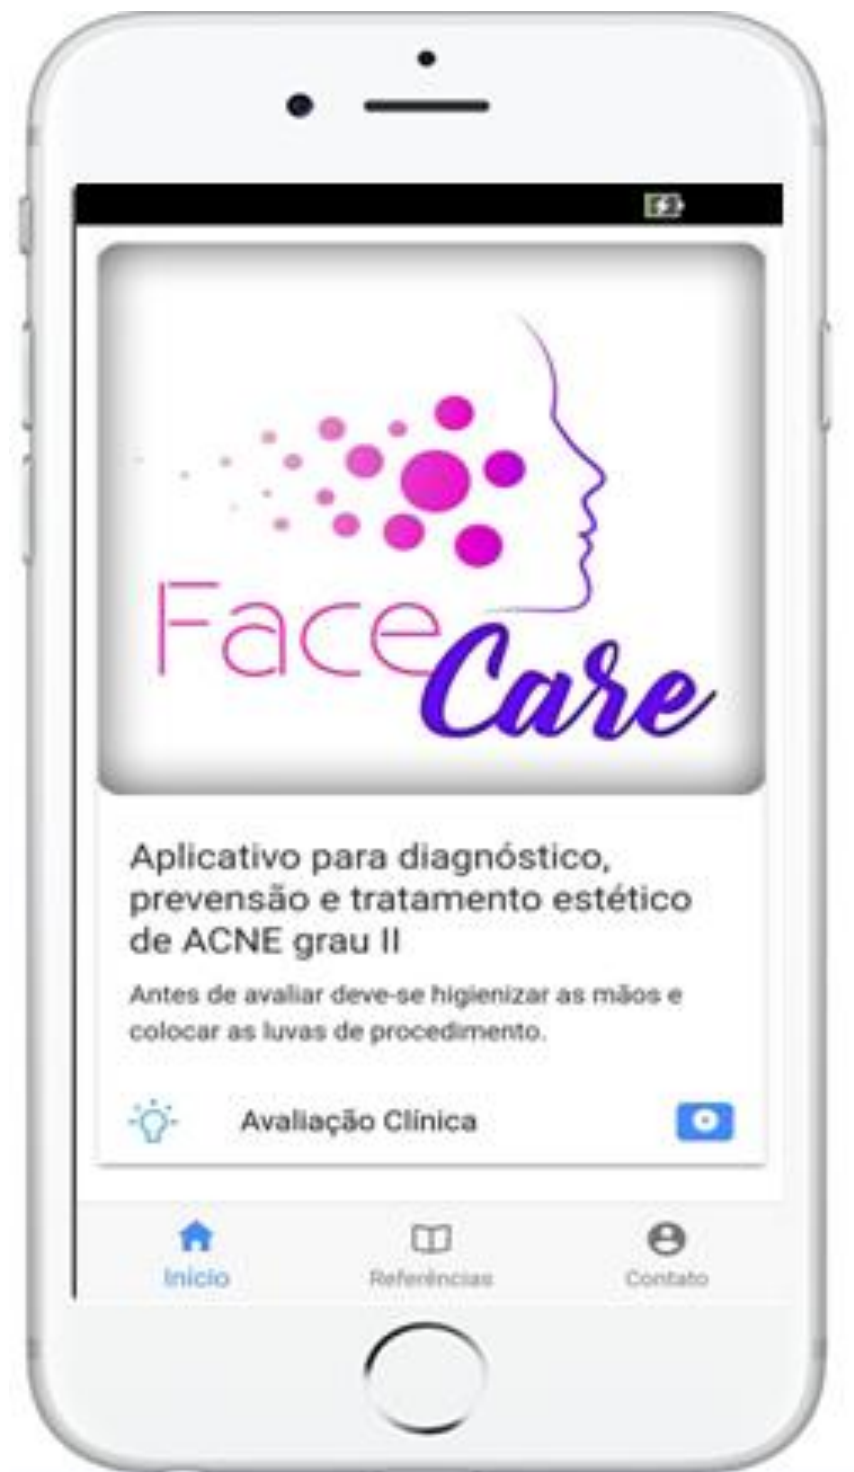 Face
Care
Aplicativo para diagnóstico,
prevensão e tratamento estético
de ACNE grau II
Antes de avaliar deve-se higienizar as mãos e
colocar as luvas de procedimento.
Avaliação Clínica
Início
Referências
Contato